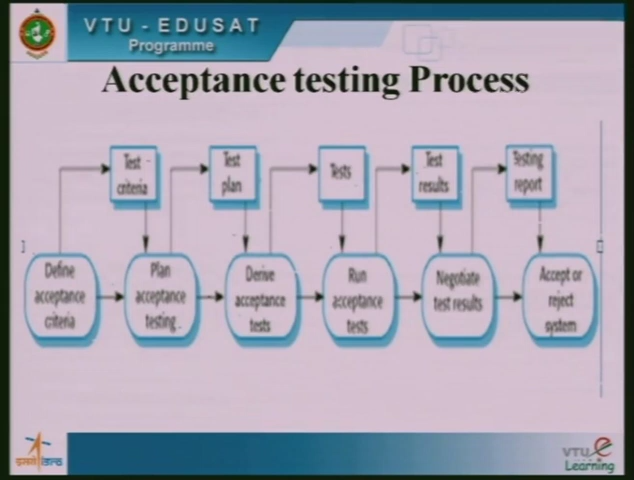 VTU - EDUSAT
Programme
Acceptance testing Process
Test
criteria
Test
plan
Tests
Test
results
Testing
report
Define
acceptance
criteria
Plan
acceptance
testing
Derive
acceptance
tests
Run
acceptance
tests
Negotiate
test results
Accept or
reject
system
VTU e
Learning